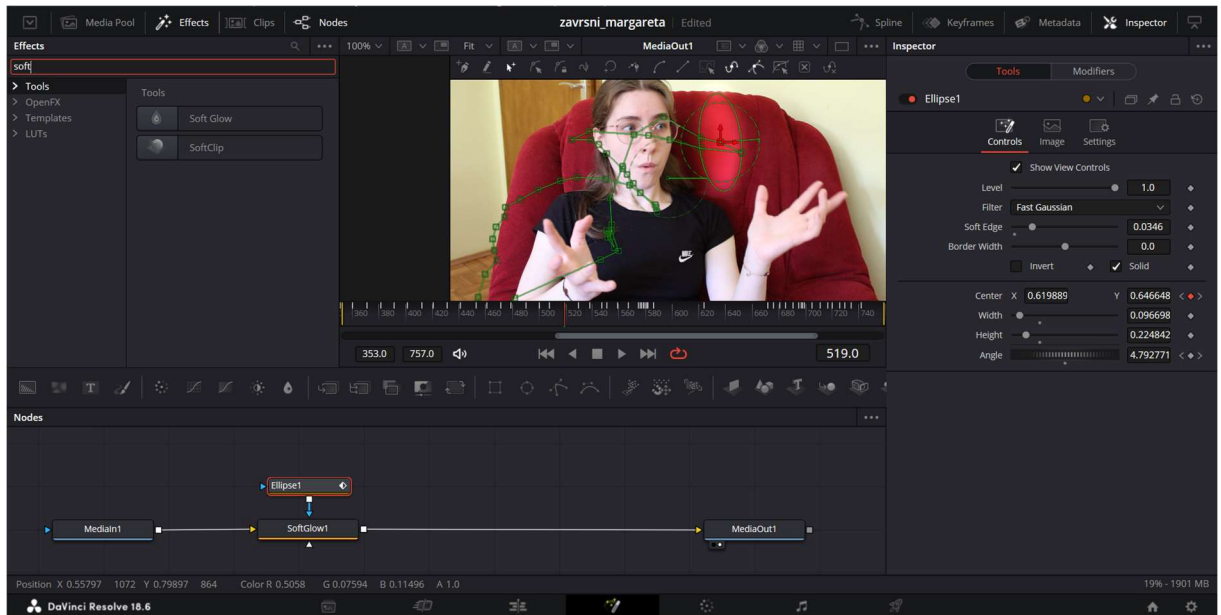 Media Pool Effects Clips Nodes zavrsni_margareta Edited Spline Keyframes Metadata Inspector
Effects 100% Fit MediaOut1 Inspector
soft
Tools Modifiers
Tools
OpenFX
Templates
LUTs
Tools
Soft Glow
SoftClip
Ellipse1
Controls Image Settings
Show View Controls
Level 1.0
Filter Fast Gaussian
Soft Edge 0.0346
Border Width 0.0
Invert Solid
Center X 0.619889 Y 0.646648
Width 0.096698
Height 0.224842
Angle 4.792771
360 380 400 420 440 460 480 500 520 540 560 580 600 620 640 660 680 700 720 740
353.0 757.0 519.0
T
Nodes
Ellipse1
MediaIn1 SoftGlow1 MediaOut1
Position X 0.55797 1072 Y 0.79897 864 Color R 0.5058 G 0.07594 B 0.11496 A 1.0 19% - 1901 MB
DaVinci Resolve 18.6